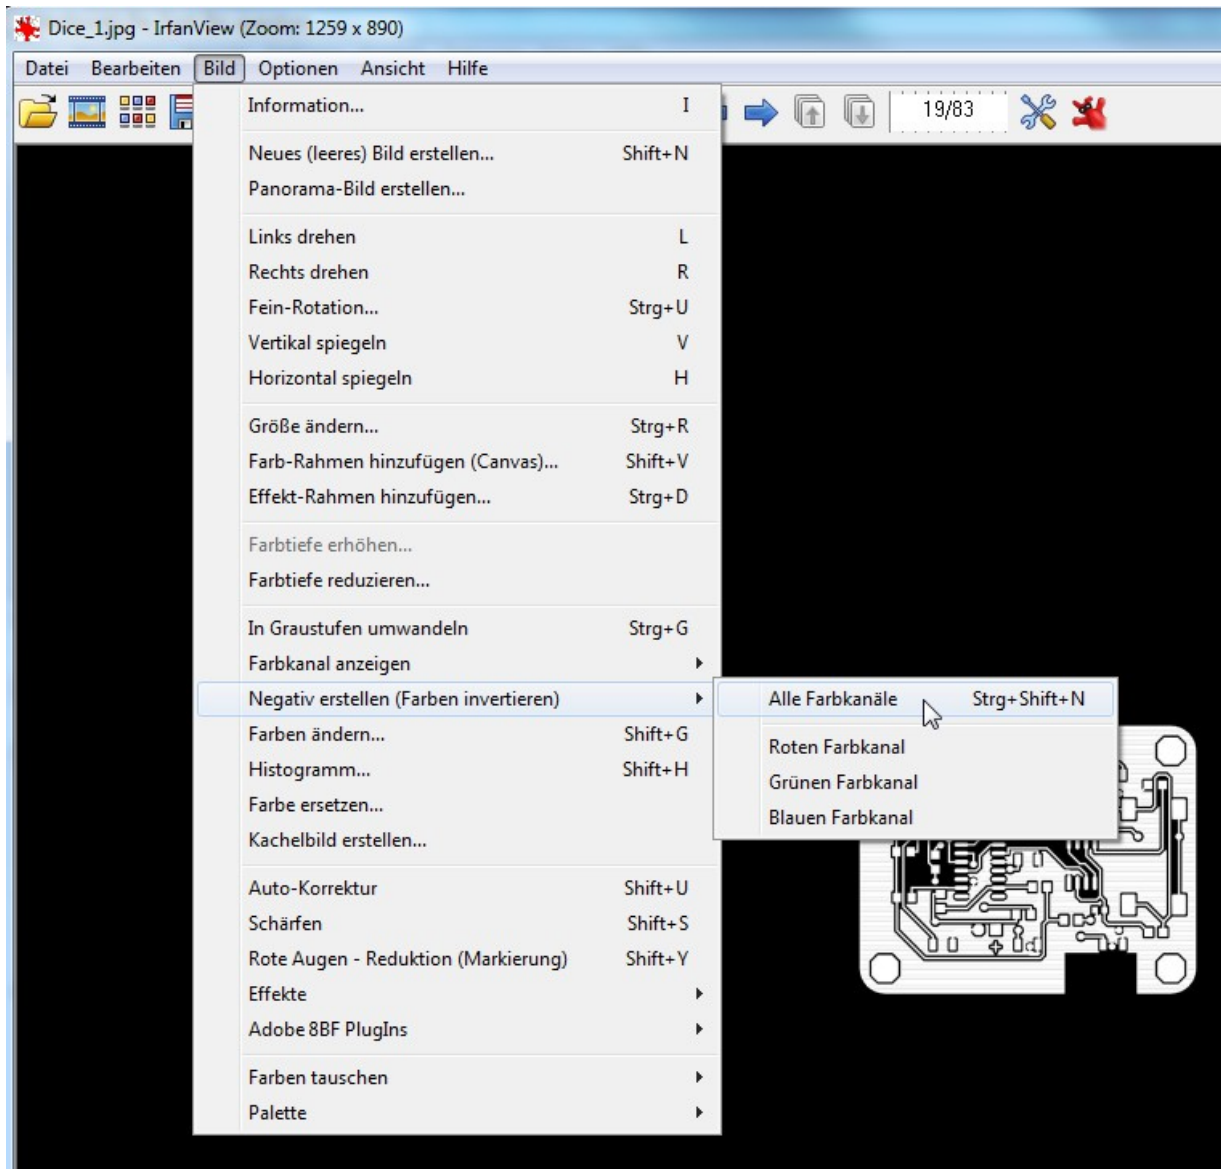 Dice_1.jpg - IrfanView (Zoom: 1259 x 890)
Datei Bearbeiten Bild Optionen Ansicht Hilfe
19/83
Information... I
Neues (leeres) Bild erstellen... Shift+N
Panorama-Bild erstellen...
Links drehen L
Rechts drehen R
Fein-Rotation... Strg+U
Vertikal spiegeln V
Horizontal spiegeln H
Größe ändern... Strg+R
Farb-Rahmen hinzufügen (Canvas)... Shift+V
Effekt-Rahmen hinzufügen... Strg+D
Farbtiefe erhöhen...
Farbtiefe reduzieren...
In Graustufen umwandeln Strg+G
Farbkanal anzeigen
Negativ erstellen (Farben invertieren)
Alle Farbkanäle Strg+Shift+N
Roten Farbkanal
Grünen Farbkanal
Blauen Farbkanal
Farben ändern... Shift+G
Histogramm... Shift+H
Farbe ersetzen...
Kachelbild erstellen...
Auto-Korrektur Shift+U
Schärfen Shift+S
Rote Augen - Reduktion (Markierung) Shift+Y
Effekte
Adobe 8BF PlugIns
Farben tauschen
Palette